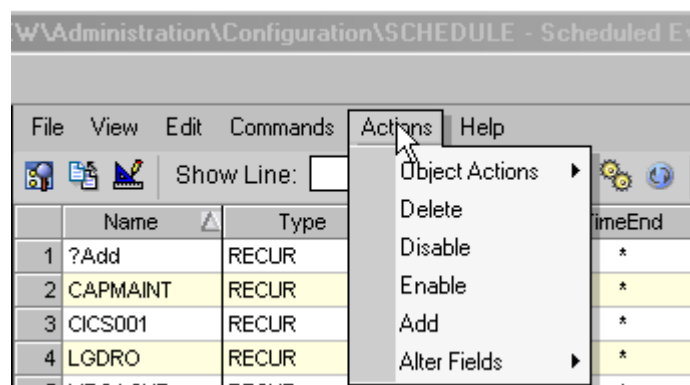 W\Administration\Configuration\SCHEDULE - Scheduled Ev
File View Edit Commands Actions Help
Show Line:
Object Actions
Delete
Disable
Enable
Add
Alter Fields
Name Type TimeEnd
1 ?Add RECUR *
2 CAPMAINT RECUR *
3 CICS001 RECUR *
4 LGDRO RECUR *